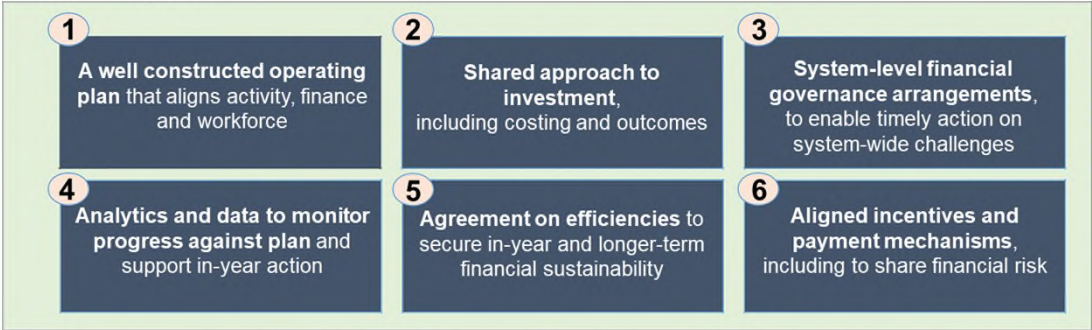 1
A well constructed operating
plan that aligns activity, finance
and workforce
2
Shared approach to
investment,
including costing and outcomes
3
System-level financial
governance arrangements,
to enable timely action on
system-wide challenges
4
Analytics and data to monitor
progress against plan and
support in-year action
5
Agreement on efficiencies to
secure in-year and longer-term
financial sustainability
6
Aligned incentives and
payment mechanisms,
including to share financial risk